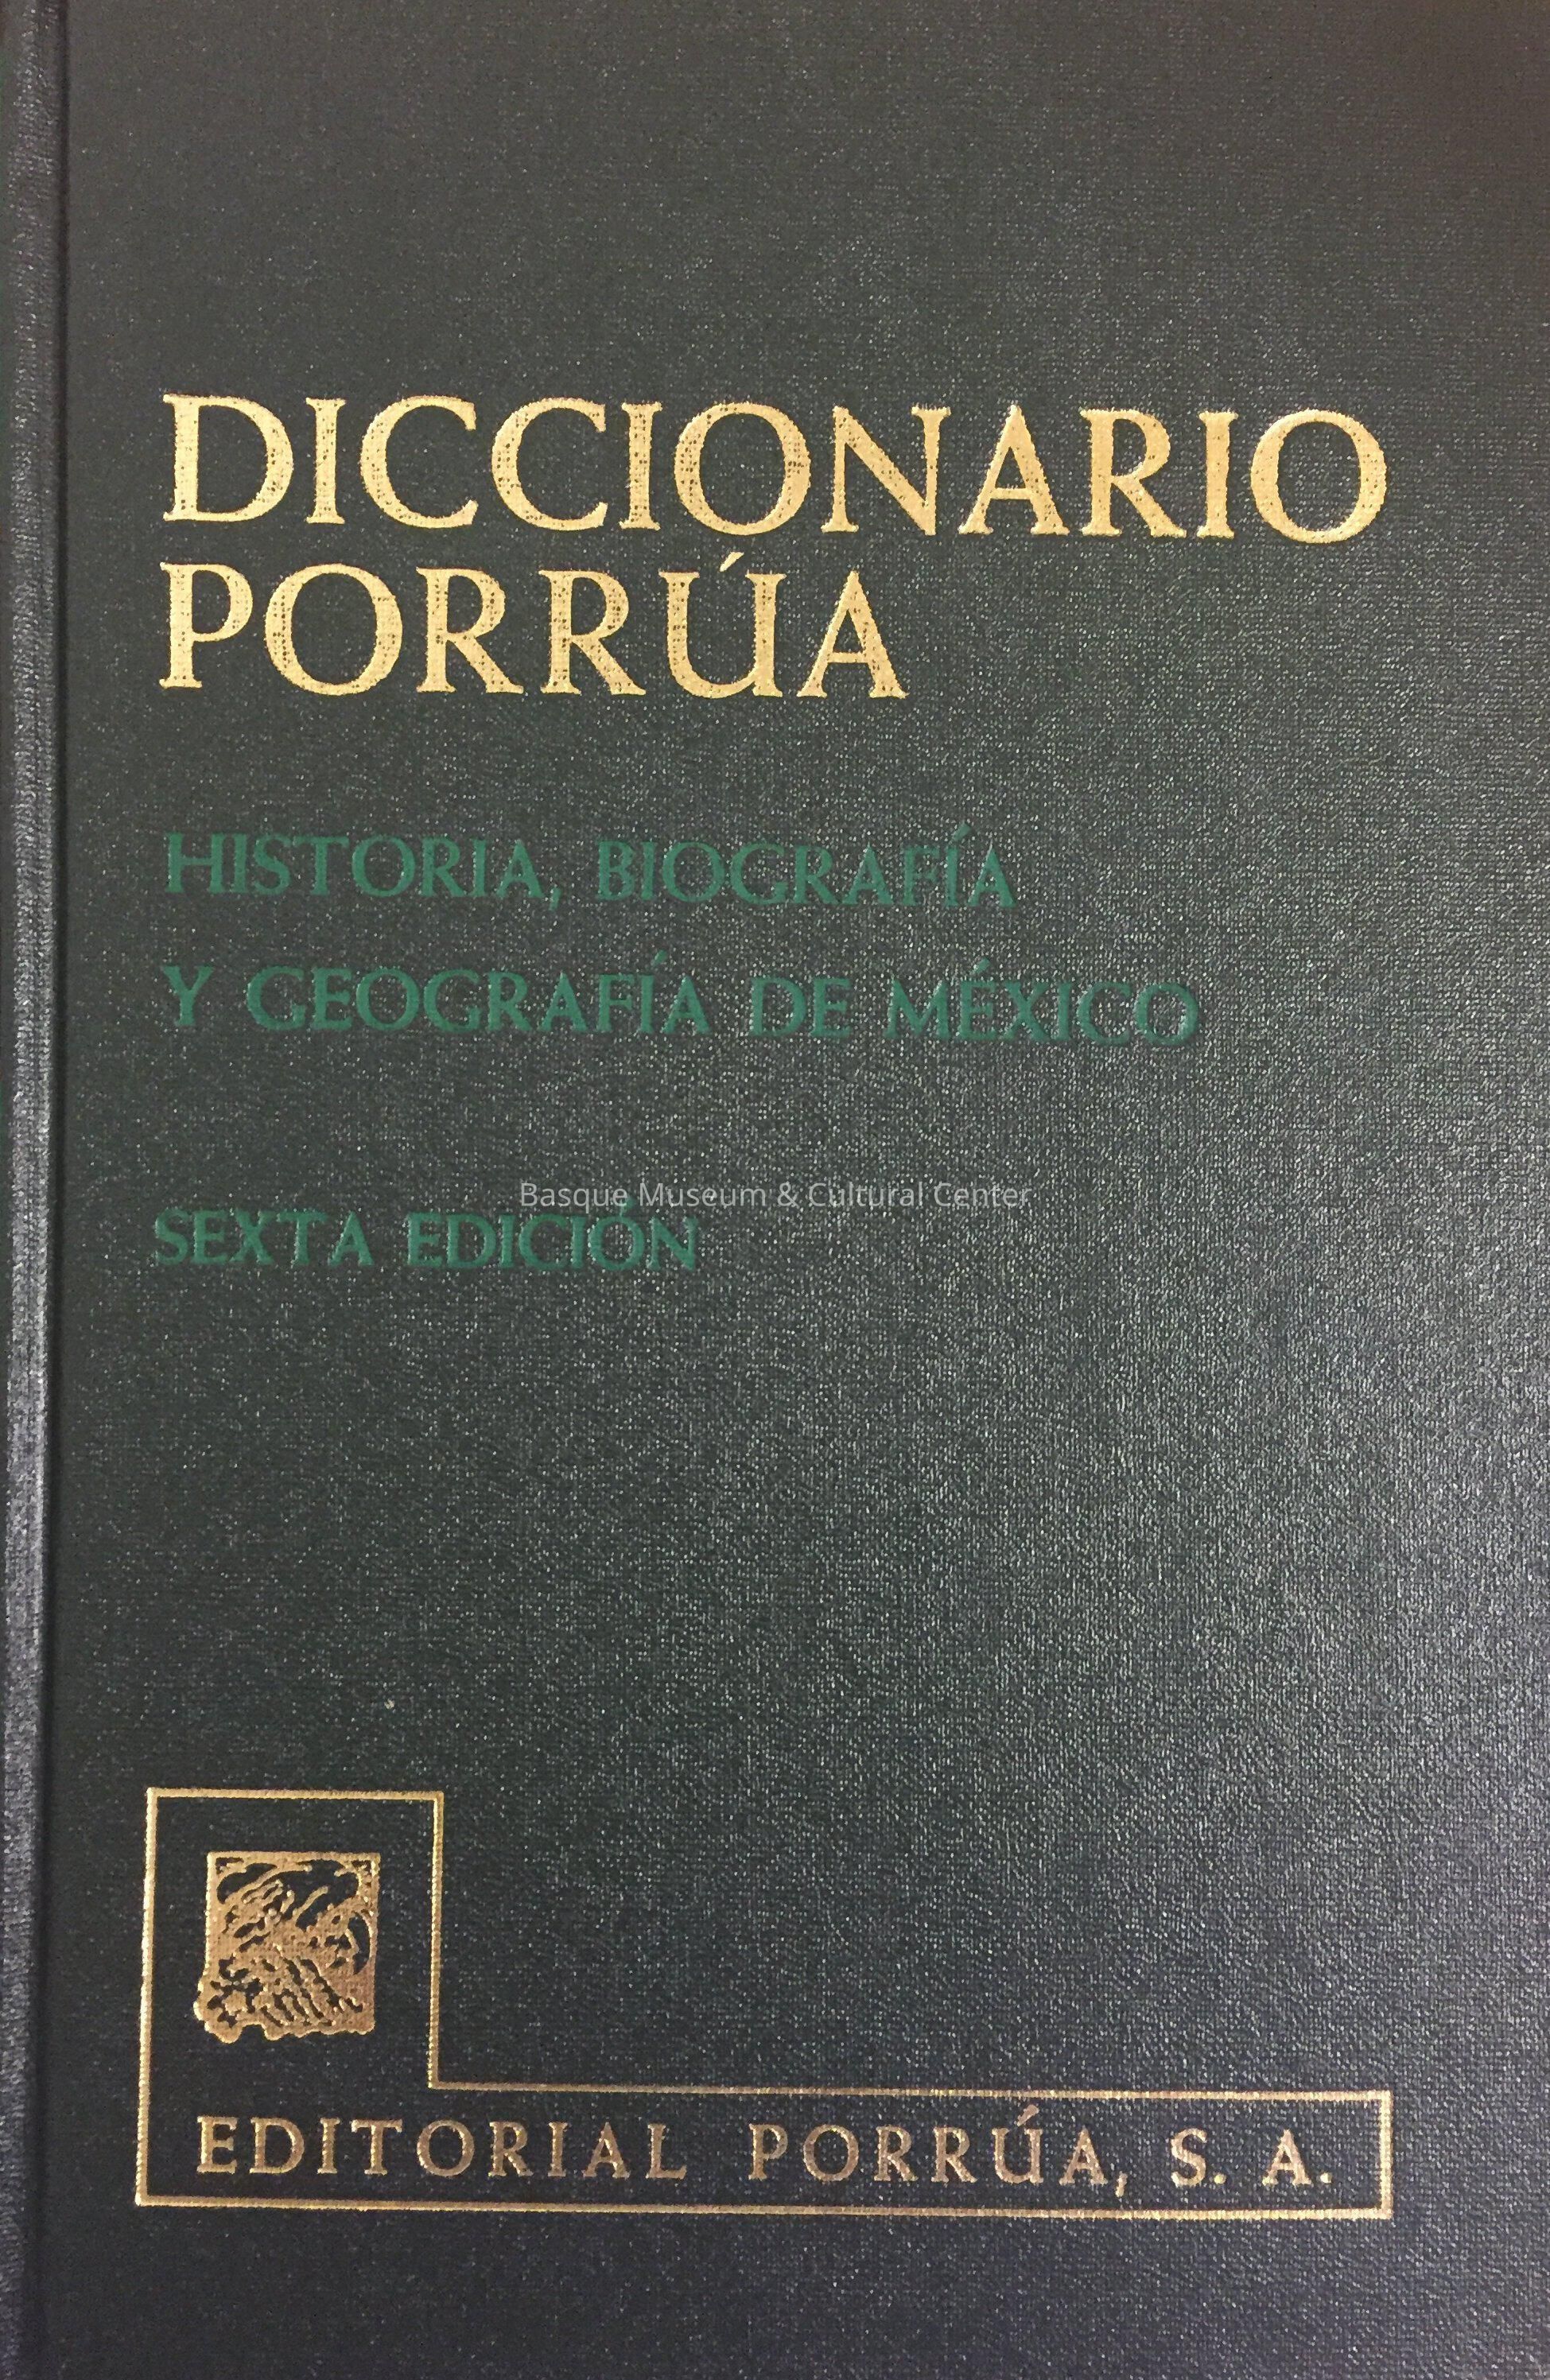 DICCIONARIO
PORRÚA
HISTORIA, BIOGRAFÍA
Y GEOGRAFÍA DE MÉXICO
Basque Museum & Cultural Center
SEXTA EDICIÓN
EDITORIAL PORRÚA, S. A.